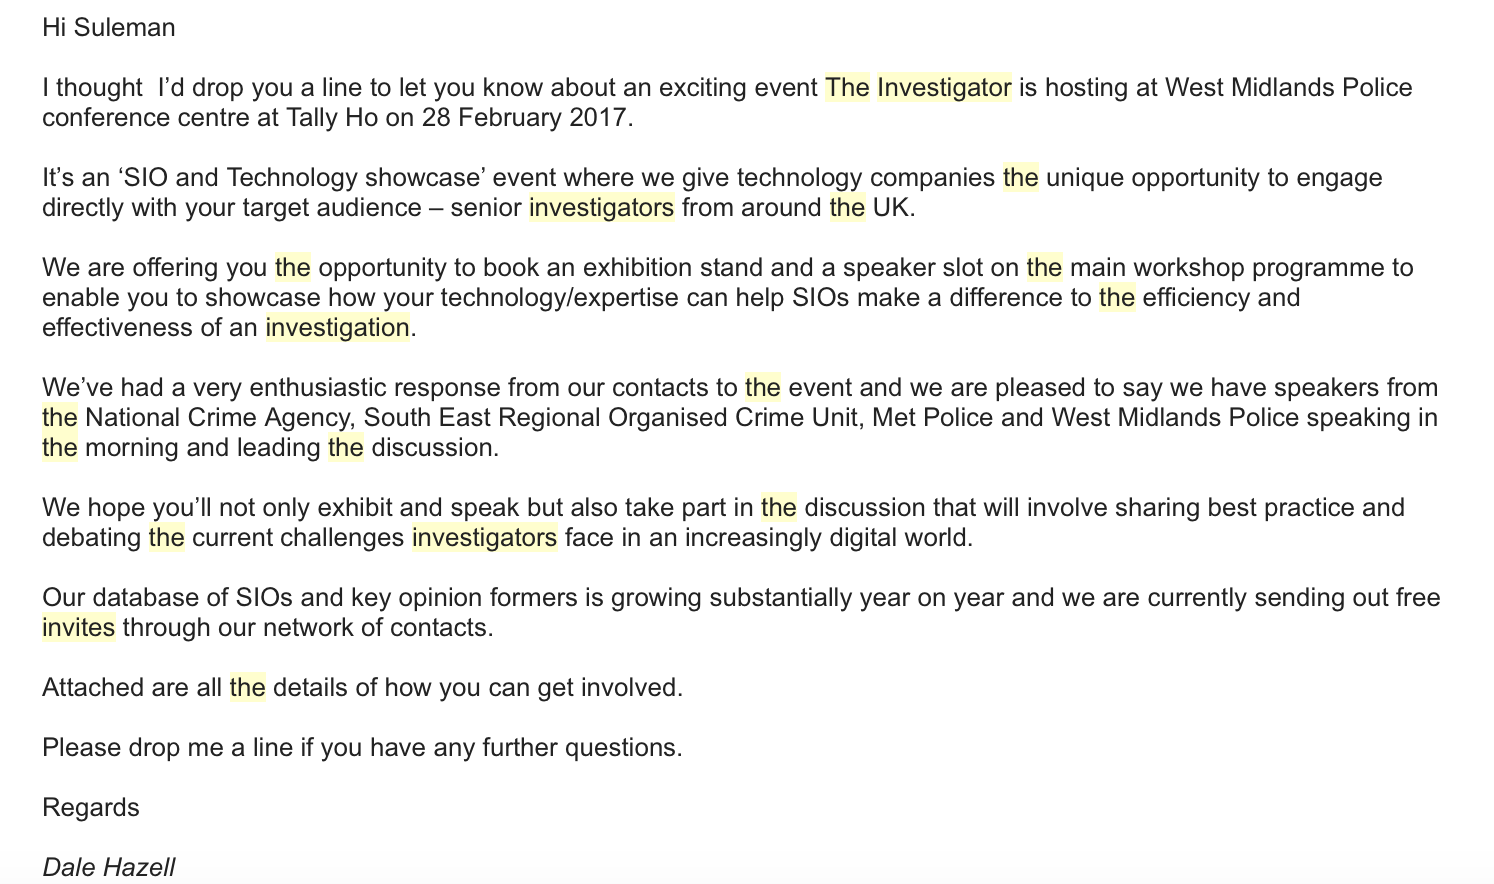 Hi Suleman
I thought  I’d drop you a line to let you know about an exciting event The Investigator is hosting at West Midlands Police
conference centre at Tally Ho on 28 February 2017.
It’s an ‘SIO and Technology showcase’ event where we give technology companies the unique opportunity to engage
directly with your target audience – senior investigators from around the UK.
We are offering you the opportunity to book an exhibition stand and a speaker slot on the main workshop programme to
enable you to showcase how your technology/expertise can help SIOs make a difference to the efficiency and
effectiveness of an investigation.
We’ve had a very enthusiastic response from our contacts to the event and we are pleased to say we have speakers from
the National Crime Agency, South East Regional Organised Crime Unit, Met Police and West Midlands Police speaking in
the morning and leading the discussion.
We hope you’ll not only exhibit and speak but also take part in the discussion that will involve sharing best practice and
debating the current challenges investigators face in an increasingly digital world.
Our database of SIOs and key opinion formers is growing substantially year on year and we are currently sending out free
invites through our network of contacts.
Attached are all the details of how you can get involved.
Please drop me a line if you have any further questions.
Regards
Dale Hazell